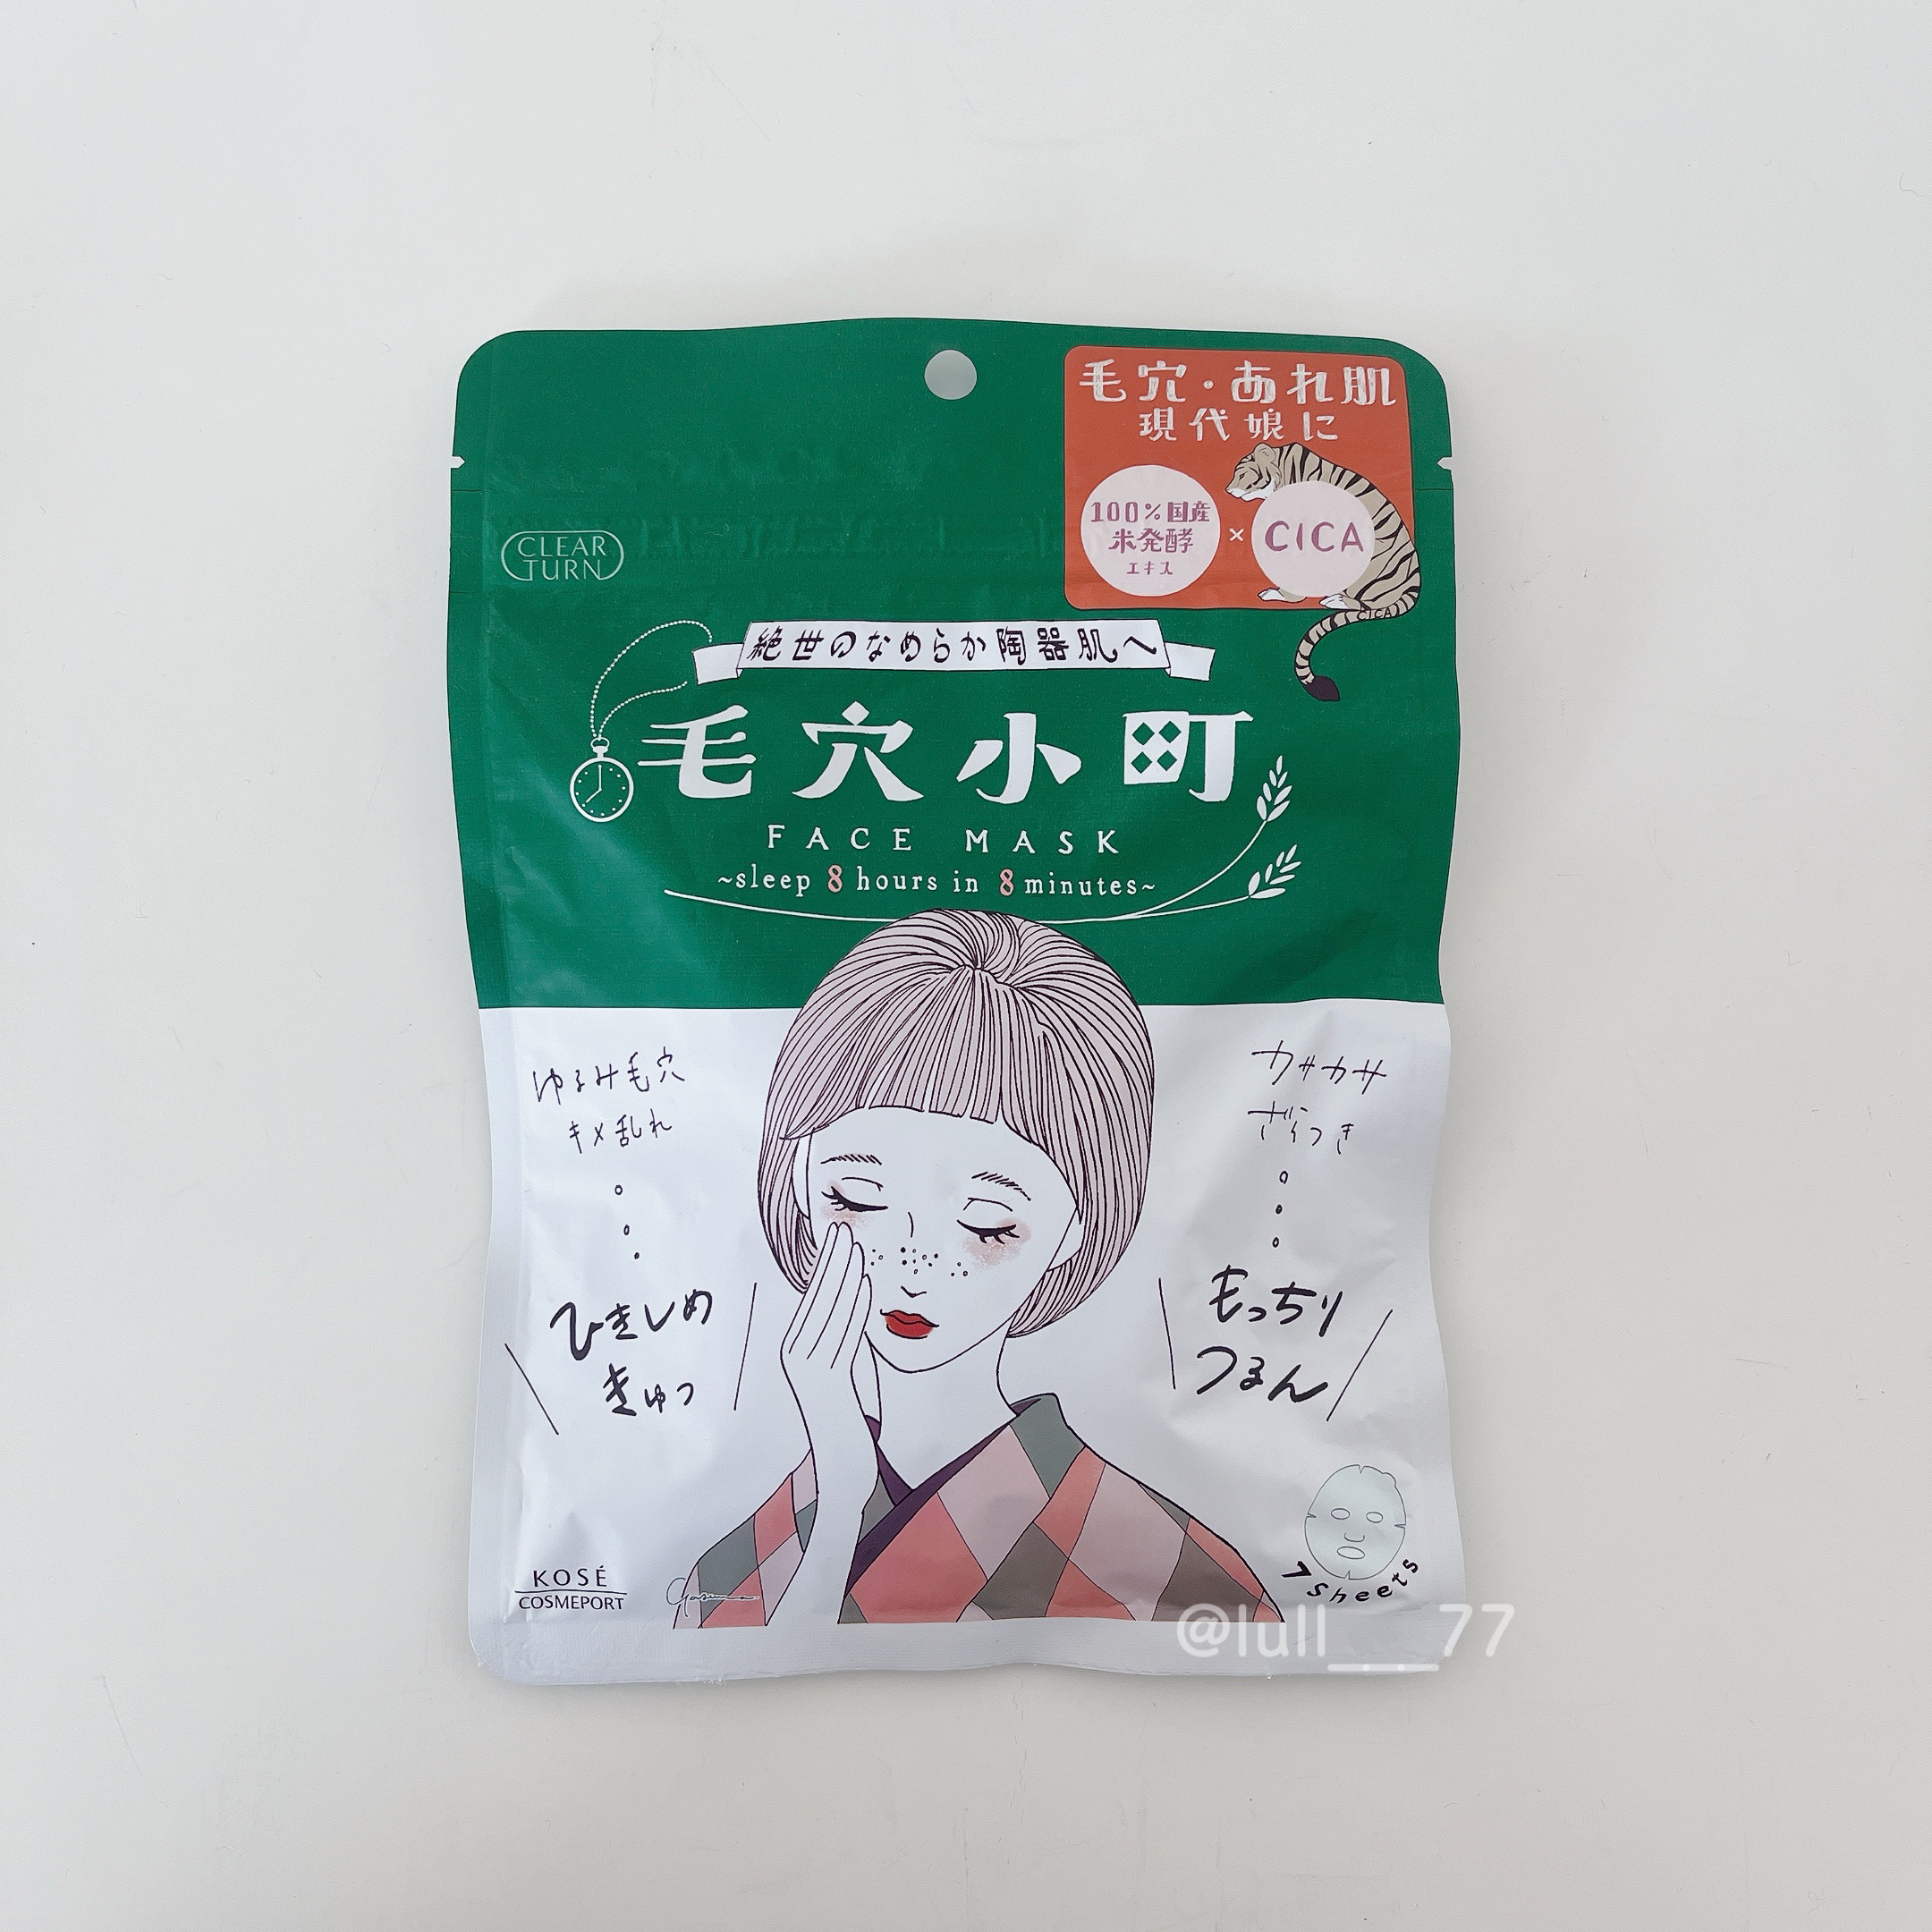 毛穴・あれ肌
現代娘に
100%国産
米発酵
エキス
×
CICA
CICA
CLEAR
TURN
絶世のなめらか陶器肌へ
毛穴小町
FACE MASK
~sleep 8 hours in 8 minutes~
ゆるみ毛穴
キメ乱れ
ひきしめ
きゅっ
カサカサ
ざらつき
もっちり
つるん
7 sheets
KOSÉ
COSMEPORT
@lull___77